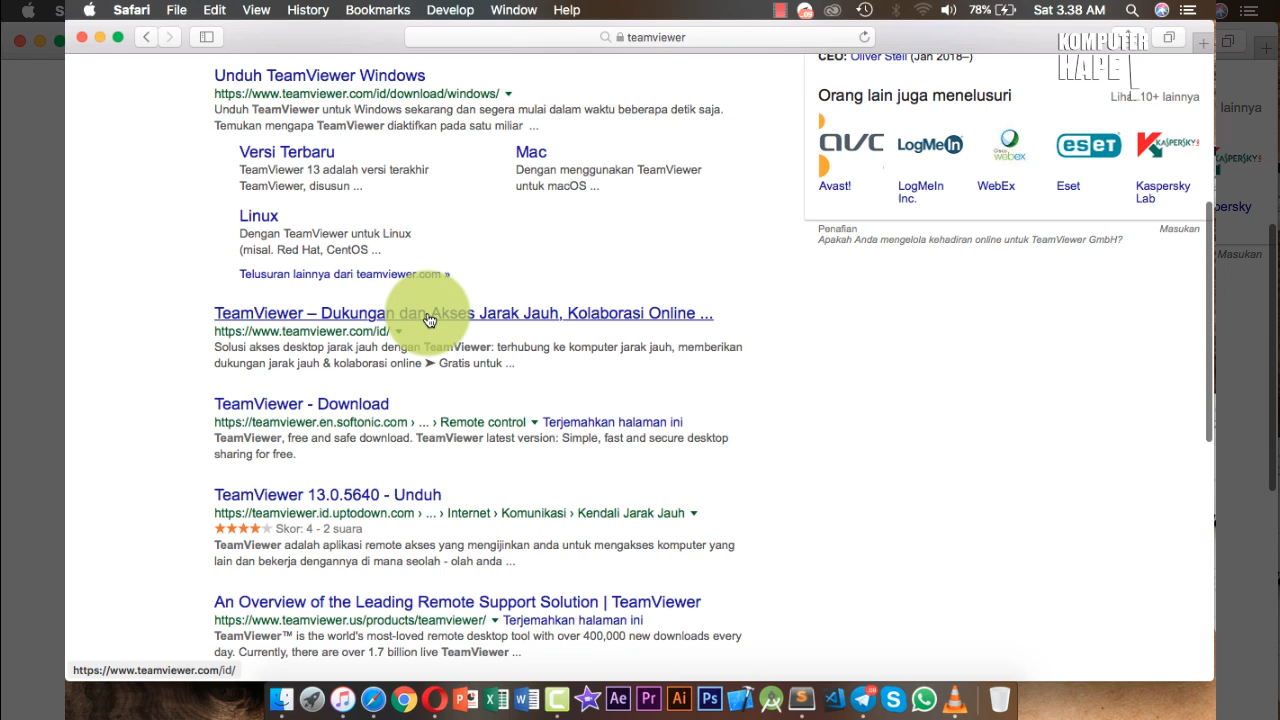 Safari File Edit View History Bookmarks Develop Window Help 78% Sat 3.38 AM
teamviewer
KOMPUTER
HAPE
CEO: Oliver Steil (Jan 2018–)
Unduh TeamViewer Windows
https://www.teamviewer.com/id/download/windows/
Unduh TeamViewer untuk Windows sekarang dan segera mulai dalam waktu beberapa detik saja.
Temukan mengapa TeamViewer diaktifkan pada satu miliar ...
Versi Terbaru
TeamViewer 13 adalah versi terakhir
TeamViewer, disusun ...
Mac
Dengan menggunakan TeamViewer
untuk macOS ...
Linux
Dengan TeamViewer untuk Linux
(misal. Red Hat, CentOS ...
Telusuran lainnya dari teamviewer.com »
TeamViewer – Dukungan dan Akses Jarak Jauh, Kolaborasi Online ...
https://www.teamviewer.com/id/
Solusi akses desktop jarak jauh dengan TeamViewer: terhubung ke komputer jarak jauh, memberikan
dukungan jarak jauh & kolaborasi online ➤ Gratis untuk ...
TeamViewer - Download
https://teamviewer.en.softonic.com › ... › Remote control Terjemahkan halaman ini
TeamViewer, free and safe download. TeamViewer latest version: Simple, fast and secure desktop
sharing for free.
TeamViewer 13.0.5640 - Unduh
https://teamviewer.id.uptodown.com › ... › Internet › Komunikasi › Kendali Jarak Jauh
Skor: 4 - 2 suara
TeamViewer adalah aplikasi remote akses yang mengijinkan anda untuk mengakses komputer yang
lain dan bekerja dengannya di mana seolah - olah anda ...
An Overview of the Leading Remote Support Solution | TeamViewer
https://www.teamviewer.us/products/teamviewer/ Terjemahkan halaman ini
TeamViewer™ is the world's most-loved remote desktop tool with over 400,000 new downloads every
day. Currently, there are over 1.7 billion live TeamViewer ...
Orang lain juga menelusuri
10+ lainnya
LogMeIn
Cisco
webex
eset
KASPERSKY
Avast!
LogMeIn
Inc.
WebEx
Eset
Kaspersky
Lab
Penafian
Masukan
Apakah Anda mengelola kehadiran online untuk TeamViewer GmbH?
lainnya
Masukan
https://www.teamviewer.com/id/
Ae Pr Ai Ps